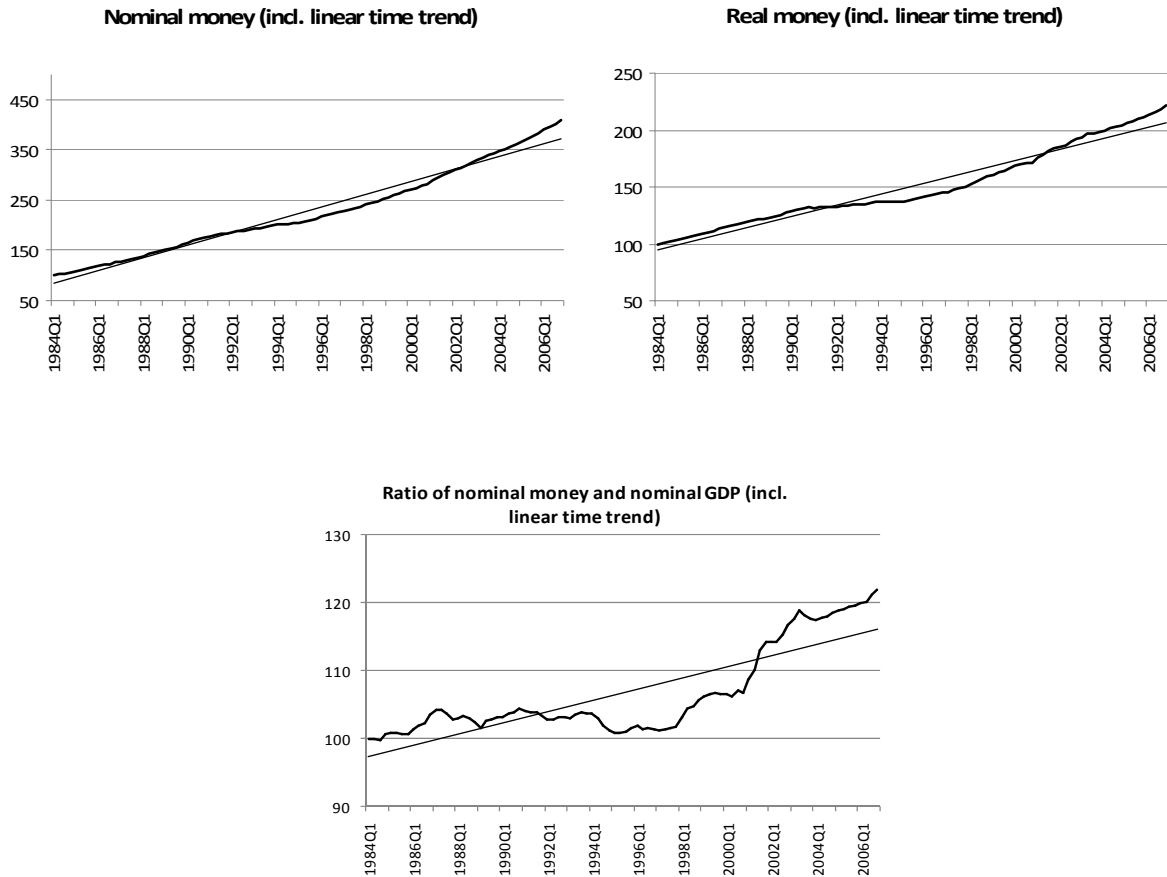 Nominal money (incl. linear time trend)
450
350
250
150
50
1984Q1
1986Q1
1988Q1
1990Q1
1992Q1
1994Q1
1996Q1
1998Q1
2000Q1
2002Q1
2004Q1
2006Q1
Real money (incl. linear time trend)
250
200
150
100
50
1984Q1
1986Q1
1988Q1
1990Q1
1992Q1
1994Q1
1996Q1
1998Q1
2000Q1
2002Q1
2004Q1
2006Q1
Ratio of nominal money and nominal GDP (incl.
linear time trend)
130
120
110
100
90
1984Q1
1986Q1
1988Q1
1990Q1
1992Q1
1994Q1
1996Q1
1998Q1
2000Q1
2002Q1
2004Q1
2006Q1